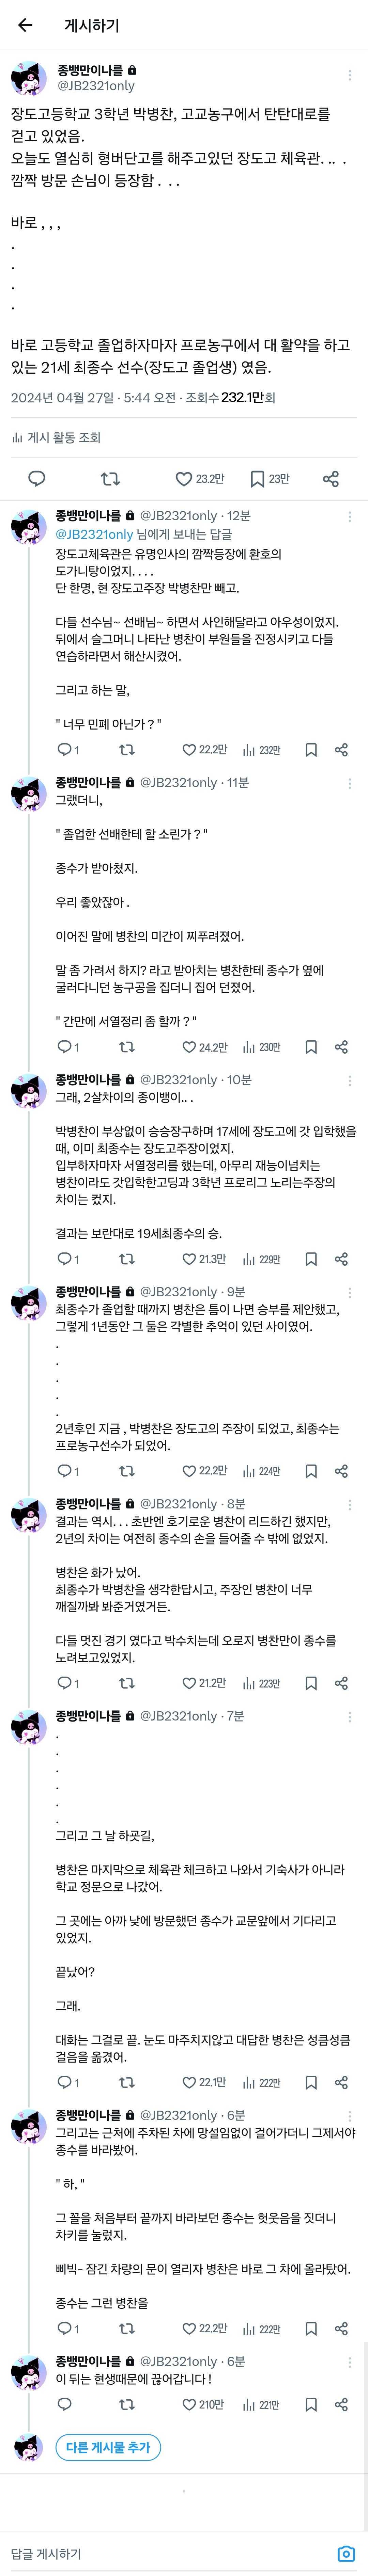 게시하기
종뱅만이나를
@JB2321only
장도고등학교 3학년 박병찬, 고교농구에서 탄탄대로를
걷고 있었음.
오늘도 열심히 형버단고를 해주고있던 장도고 체육관. .. .
깜짝 방문 손님이 등장함 . . .
바로 , , ,
.
.
.
.
바로 고등학교 졸업하자마자 프로농구에서 대 활약을 하고
있는 21세 최종수 선수(장도고 졸업생) 였음.
2024년 04월 27일 · 5:44 오전 · 조회수 232.1만회
게시 활동 조회
23.2만 23만
종뱅만이나를 @JB2321only · 12분
@JB2321only 님에게 보내는 답글
장도고체육관은 유명인사의 깜짝등장에 환호의
도가니탕이었지. . . .
단 한명, 현 장도고주장 박병찬만 빼고.
다들 선수님~ 선배님~ 하면서 사인해달라고 아우성이었지.
뒤에서 슬그머니 나타난 병찬이 부원들을 진정시키고 다들
연습하라면서 해산시켰어.
그리고 하는 말,
" 너무 민폐 아닌가 ? "
1 22.2만 232만
종뱅만이나를 @JB2321only · 11분
그랬더니,
" 졸업한 선배한테 할 소린가 ? "
종수가 받아쳤지.
우리 좋았잖아 .
이어진 말에 병찬의 미간이 찌푸려졌어.
말 좀 가려서 하지? 라고 받아치는 병찬한테 종수가 옆에
굴러다니던 농구공을 집더니 집어 던졌어.
" 간만에 서열정리 좀 할까 ? "
1 24.2만 230만
종뱅만이나를 @JB2321only · 10분
그래, 2살차이의 종이뱅이.. .
박병찬이 부상없이 승승장구하며 17세에 장도고에 갓 입학했을
때, 이미 최종수는 장도고주장이었지.
입부하자마자 서열정리를 했는데, 아무리 재능이넘치는
병찬이라도 갓입학한고딩과 3학년 프로리그 노리는주장의
차이는 컸지.
결과는 보란대로 19세최종수의 승.
1 21.3만 229만
종뱅만이나를 @JB2321only · 9분
최종수가 졸업할 때까지 병찬은 틈이 나면 승부를 제안했고,
그렇게 1년동안 그 둘은 각별한 추억이 있던 사이였어.
.
.
.
.
.
2년후인 지금 , 박병찬은 장도고의 주장이 되었고, 최종수는
프로농구선수가 되었어.
1 22.2만 224만
종뱅만이나를 @JB2321only · 8분
결과는 역시. . . 초반엔 호기로운 병찬이 리드하긴 했지만,
2년의 차이는 여전히 종수의 손을 들어줄 수 밖에 없었지.
병찬은 화가 났어.
최종수가 박병찬을 생각한답시고, 주장인 병찬이 너무
깨질까봐 봐준거였거든.
다들 멋진 경기 였다고 박수치는데 오로지 병찬만이 종수를
노려보고있었지.
1 21.2만 223만
종뱅만이나를 @JB2321only · 7분
.
.
.
.
.
.
그리고 그 날 하굣길,
병찬은 마지막으로 체육관 체크하고 나와서 기숙사가 아니라
학교 정문으로 나갔어.
그 곳에는 아까 낮에 방문했던 종수가 교문앞에서 기다리고
있었지.
끝났어?
그래.
대화는 그걸로 끝. 눈도 마주치지않고 대답한 병찬은 성큼성큼
걸음을 옮겼어.
1 22.1만 222만
종뱅만이나를 @JB2321only · 6분
그리고는 근처에 주차된 차에 망설임없이 걸어가더니 그제서야
종수를 바라봤어.
" 하, "
그 꼴을 처음부터 끝까지 바라보던 종수는 헛웃음을 짓더니
차키를 눌렀지.
삐빅- 잠긴 차량의 문이 열리자 병찬은 바로 그 차에 올라탔어.
종수는 그런 병찬을
1 22.2만 222만
종뱅만이나를 @JB2321only · 6분
이 뒤는 현생때문에 끊어갑니다 !
210만 221만
다른 게시물 추가
답글 게시하기